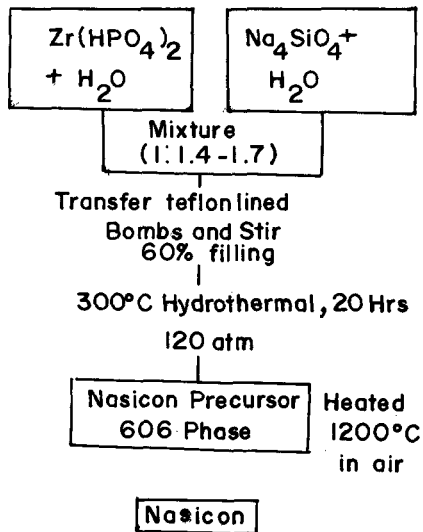 Zr(HPO₄)₂
+ H₂O
Na₄SiO₄+
H₂O
Mixture
(1:1.4-1.7)
Transfer teflon lined
Bombs and Stir
60% filling
300°C Hydrothermal, 20 Hrs
120 atm
Nasicon Precursor
606 Phase
Heated
1200°C
in air
Nasicon